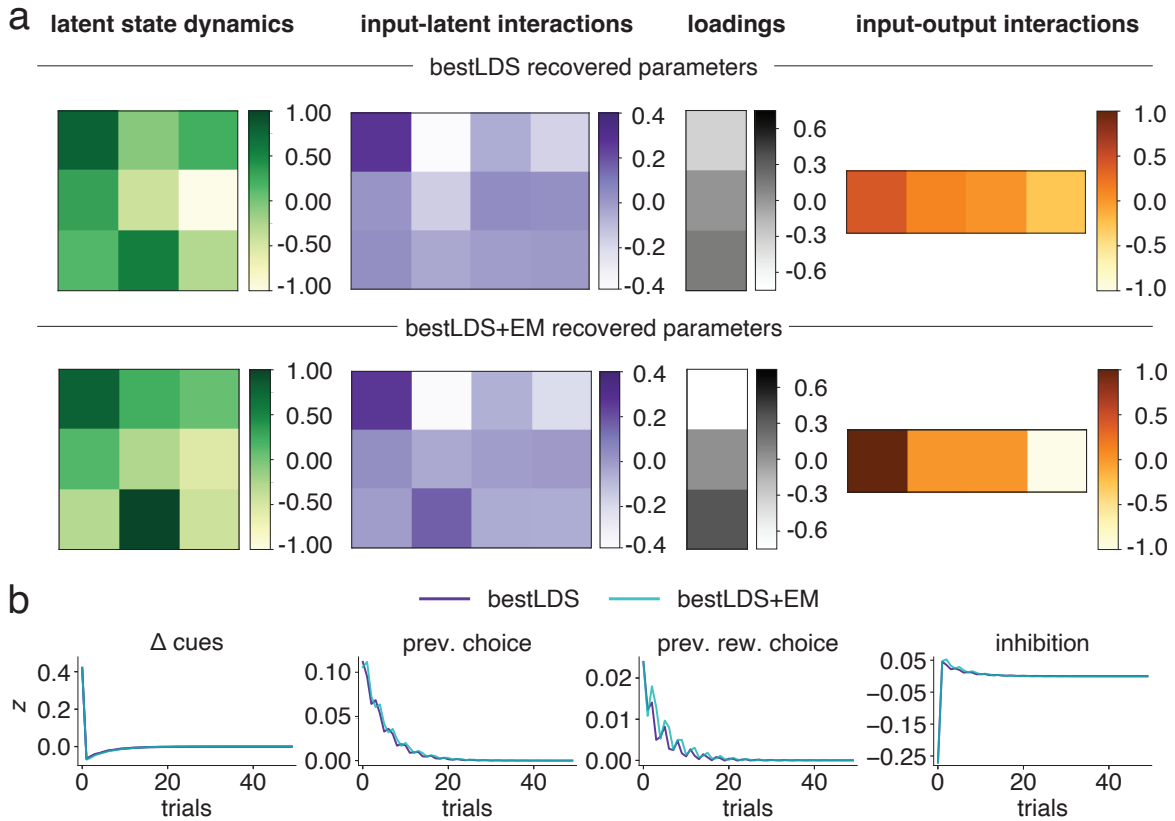 a
latent state dynamics input-latent interactions loadings input-output interactions
bestLDS recovered parameters
1.00 0.4 0.6 1.0
0.50 0.2 0.3 0.5
0.00 0.0 0.0 0.0
-0.50 -0.2 -0.3 -0.5
-1.00 -0.4 -0.6 -1.0
bestLDS+EM recovered parameters
1.00 0.4 0.6 1.0
0.50 0.2 0.3 0.5
0.00 0.0 0.0 0.0
-0.50 -0.2 -0.3 -0.5
-1.00 -0.4 -0.6 -1.0
b
bestLDS bestLDS+EM
Δ cues prev. choice prev. rew. choice inhibition
z
0.4 0.10 0.02 0.05
0.2 0.05 0.01 −0.05
0.0 0.00 0.00 −0.15
−0.25
0 20 40 0 20 40 0 20 40 0 20 40
trials trials trials trials